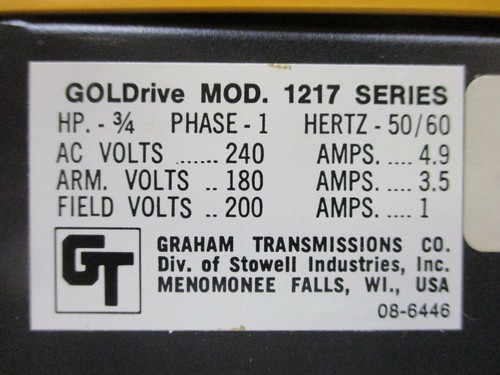 GOLDrive MOD. 1217 SERIES
HP. - ¾ PHASE - 1 HERTZ - 50/60
AC VOLTS ....... 240 AMPS. .... 4.9
ARM. VOLTS .. 180 AMPS. .... 3.5
FIELD VOLTS .. 200 AMPS. .... 1
GT
GRAHAM TRANSMISSIONS CO.
Div. of Stowell Industries, Inc.
MENOMONEE FALLS, WI., USA
08-6446